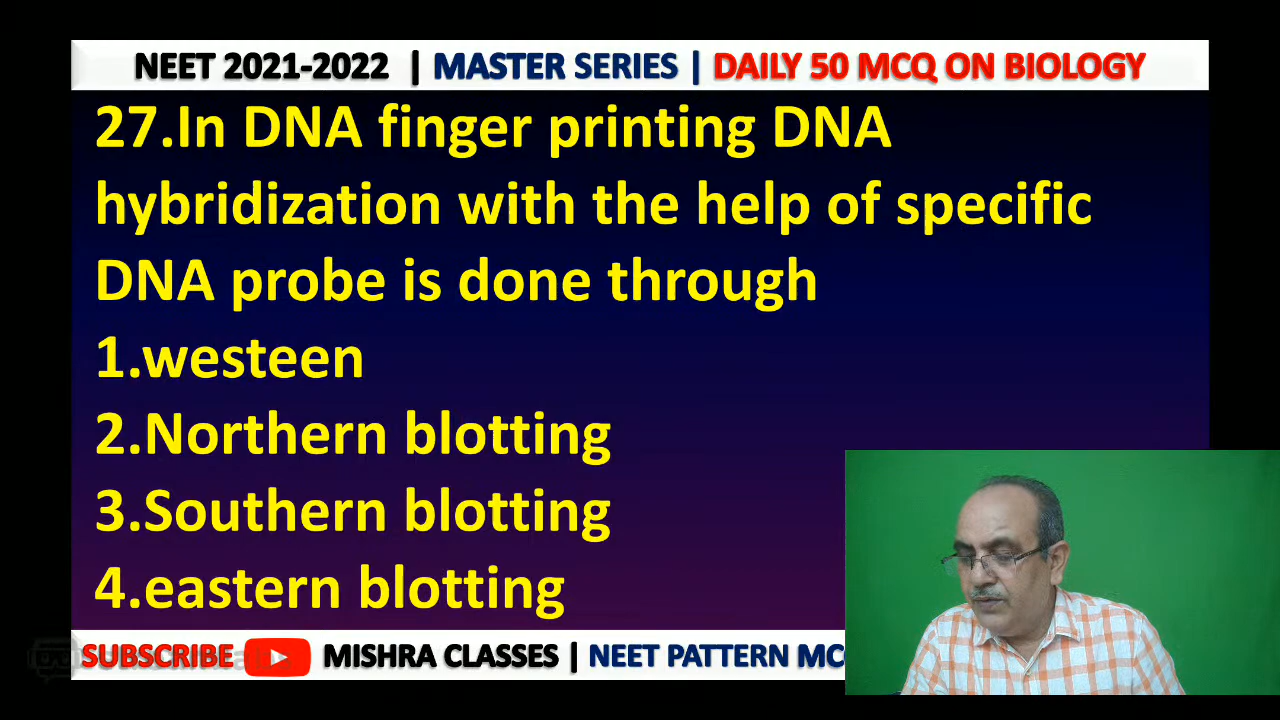 NEET 2021-2022 | MASTER SERIES | DAILY 50 MCQ ON BIOLOGY
27.In DNA finger printing DNA
hybridization with the help of specific
DNA probe is done through
1.westeen
2.Northern blotting
3.Southern blotting
4.eastern blotting
SUBSCRIBE MISHRA CLASSES | NEET PATTERN MC